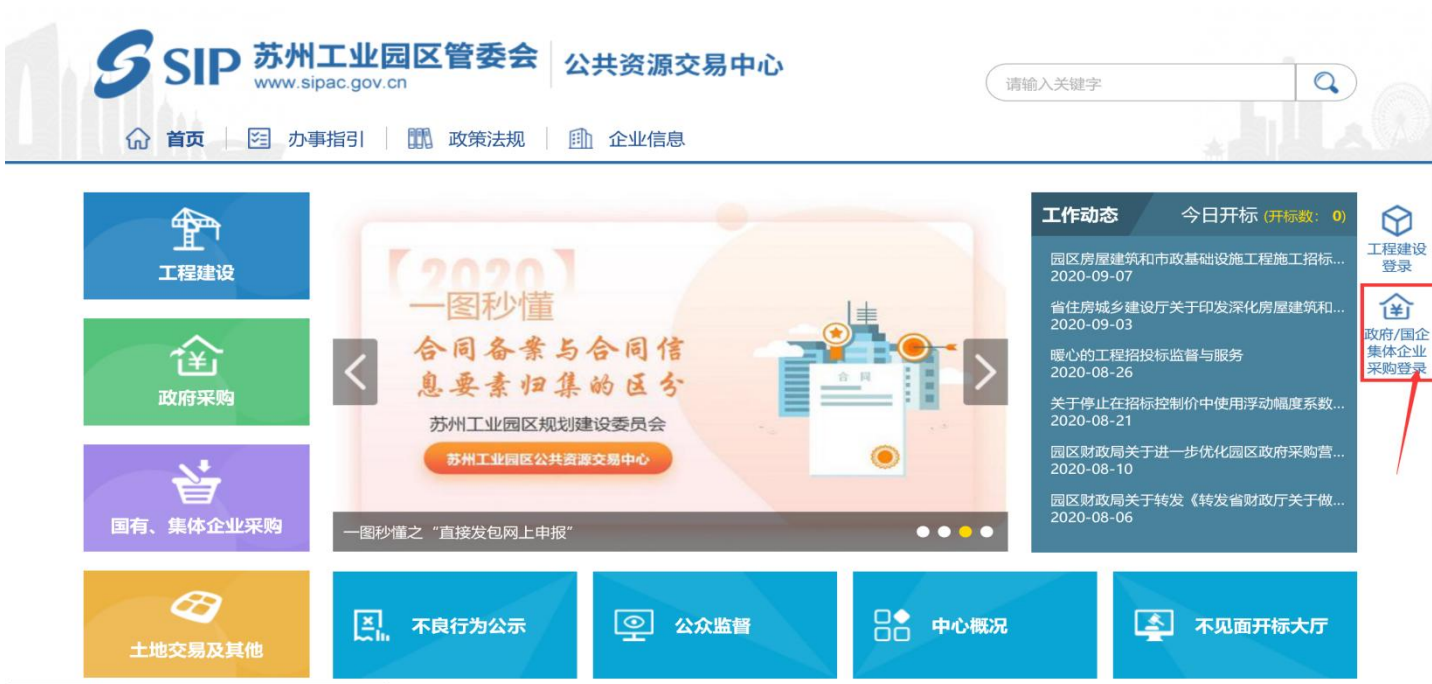 SIP 苏州工业园区管委会
www.sipac.gov.cn
公共资源交易中心
请输入关键字
首页
办事指引
政策法规
企业信息
工程建设
政府采购
国有、集体企业采购
土地交易及其他
【2020】
一图秒懂
合同备案与合同信
息要素归集的区分
苏州工业园区规划建设委员会
苏州工业园区公共资源交易中心
合同
一图秒懂之“直接发包网上申报”
工作动态
今日开标 (开标数： 0)
园区房屋建筑和市政基础设施工程施工招标...
2020-09-07
省住房城乡建设厅关于印发深化房屋建筑和...
2020-09-03
暖心的工程招投标监督与服务
2020-08-26
关于停止在招标控制价中使用浮动幅度系数...
2020-08-21
园区财政局关于进一步优化园区政府采购营...
2020-08-10
园区财政局关于转发《转发省财政厅关于做...
2020-08-06
工程建设
登录
政府/国企
集体企业
采购登录
不良行为公示
公众监督
中心概况
不见面开标大厅